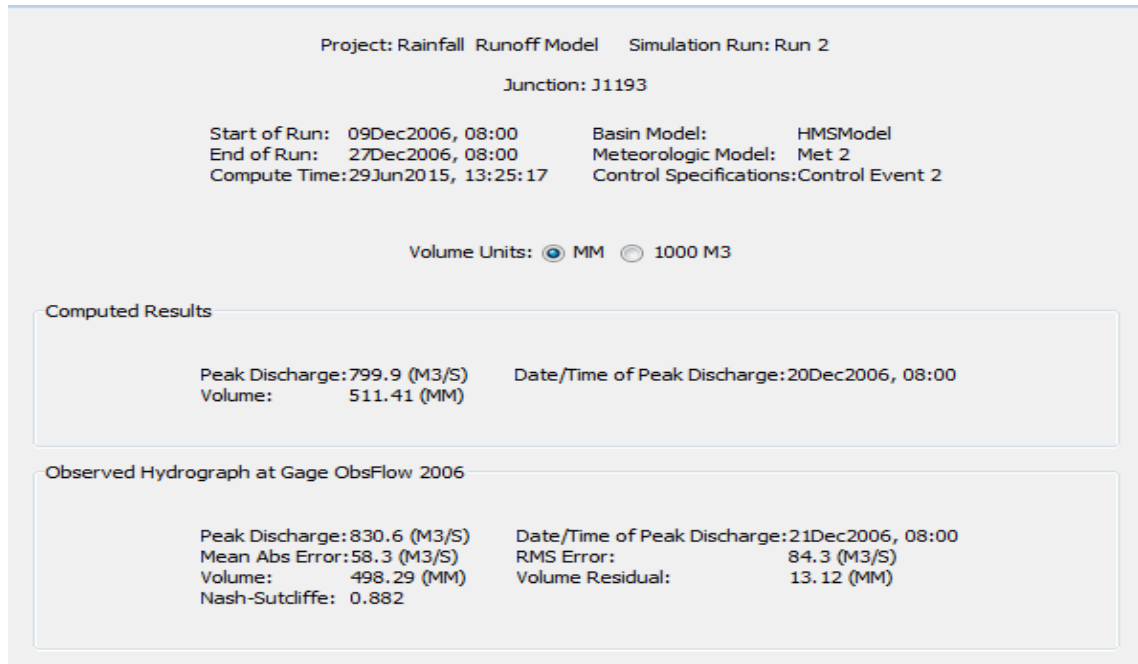 Project: Rainfall Runoff Model Simulation Run: Run 2
Junction: J1193
Start of Run: 09Dec2006, 08:00 Basin Model: HMSModel
End of Run: 27Dec2006, 08:00 Meteorologic Model: Met 2
Compute Time:29Jun2015, 13:25:17 Control Specifications:Control Event 2
Volume Units: MM 1000 M3
Computed Results
Peak Discharge:799.9 (M3/S) Date/Time of Peak Discharge:20Dec2006, 08:00
Volume: 511.41 (MM)
Observed Hydrograph at Gage ObsFlow 2006
Peak Discharge:830.6 (M3/S) Date/Time of Peak Discharge:21Dec2006, 08:00
Mean Abs Error:58.3 (M3/S) RMS Error: 84.3 (M3/S)
Volume: 498.29 (MM) Volume Residual: 13.12 (MM)
Nash-Sutcliffe: 0.882